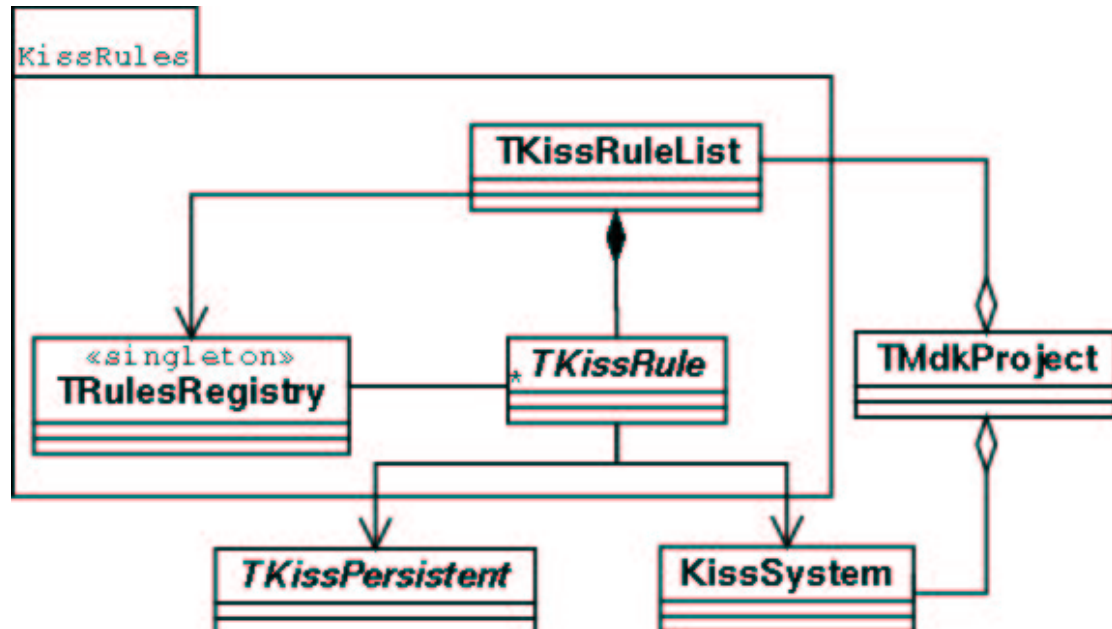 KissRules
TKissRuleList
«singleton»
TRulesRegistry
*
TKissRule
TMdkProject
TKissPersistent
KissSystem